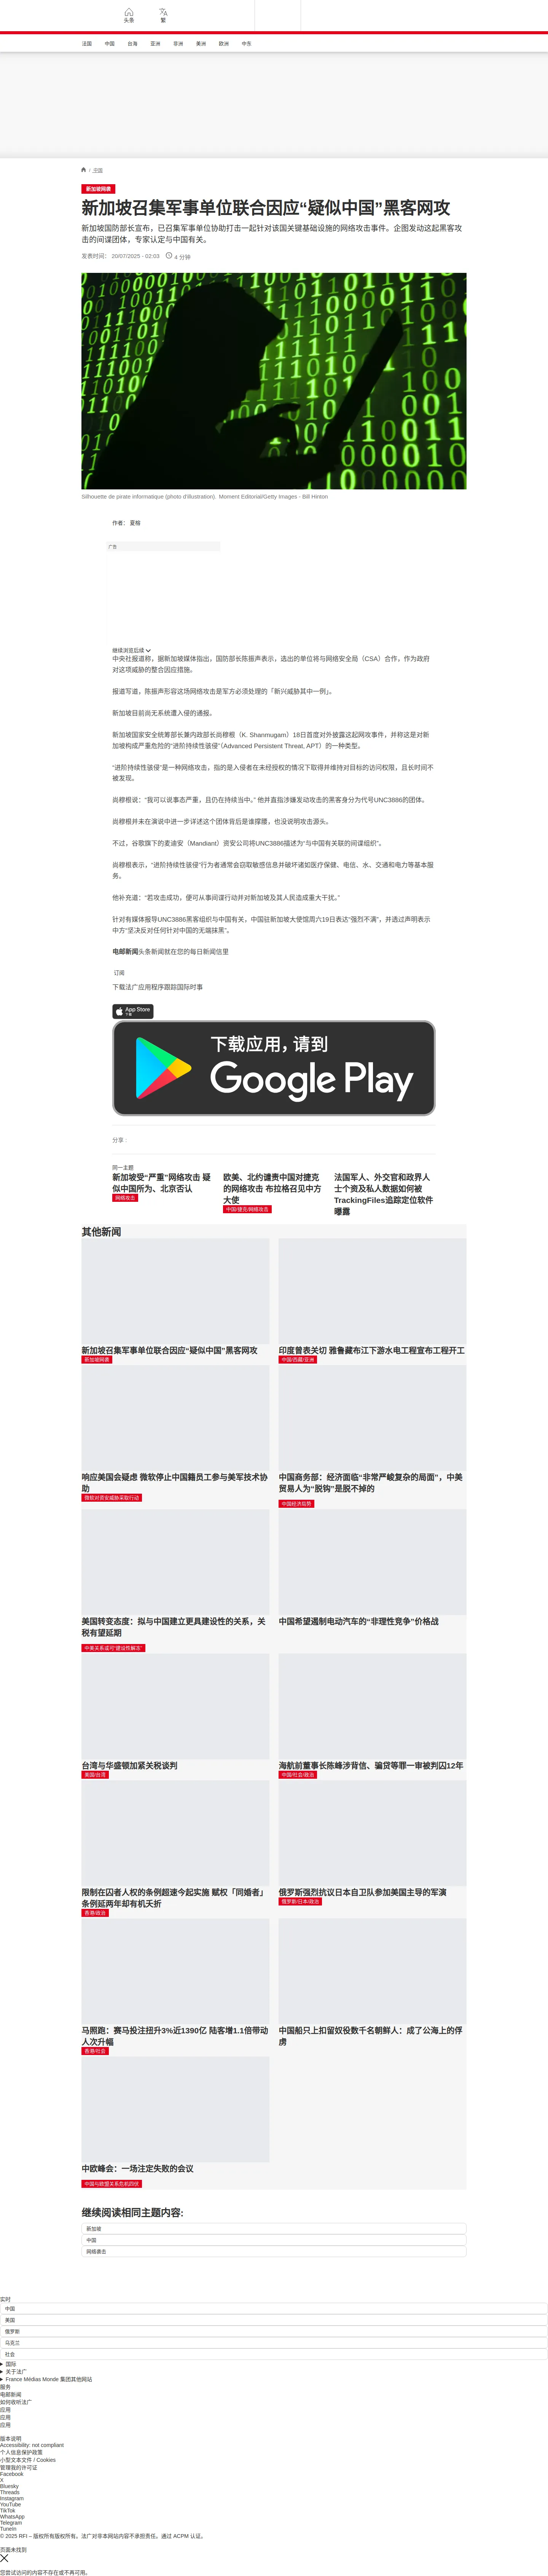 头条
繁
法国 中国 台海 亚洲 非洲 美洲 欧洲 中东
/ 中国
新加坡网袭
新加坡召集军事单位联合因应“疑似中国”黑客网攻
新加坡国防部长宣布，已召集军事单位协助打击一起针对该国关键基础设施的网络攻击事件。企图发动这起黑客攻
击的间谍团体，专家认定与中国有关。
发表时间： 20/07/2025 - 02:03 4 分钟
Silhouette de pirate informatique (photo d'illustration). Moment Editorial/Getty Images - Bill Hinton
作者： 夏榕
广告
继续浏览后续
中央社报道称，据新加坡媒体指出，国防部长陈振声表示，选出的单位将与网络安全局（CSA）合作，作为政府
对这项威胁的整合因应措施。
报道写道，陈振声形容这场网络攻击是军方必须处理的「新兴威胁其中一例」。
新加坡目前尚无系统遭入侵的通报。
新加坡国家安全统筹部长兼内政部长尚穆根（K. Shanmugam）18日首度对外披露这起网攻事件，并称这是对新
加坡构成严重危险的“进阶持续性骇侵”（Advanced Persistent Threat, APT）的一种类型。
“进阶持续性骇侵”是一种网络攻击，指的是入侵者在未经授权的情况下取得并维持对目标的访问权限，且长时间不
被发现。
尚穆根说：“我可以说事态严重，且仍在持续当中。” 他并直指涉嫌发动攻击的黑客身分为代号UNC3886的团体。
尚穆根并未在演说中进一步详述这个团体背后是谁撑腰，也没说明攻击源头。
不过，谷歌旗下的麦迪安（Mandiant）资安公司将UNC3886描述为“与中国有关联的间谍组织”。
尚穆根表示，“进阶持续性骇侵”行为者通常会窃取敏感信息并破坏诸如医疗保健、电信、水、交通和电力等基本服
务。
他补充道：“若攻击成功，便可从事间谍行动并对新加坡及其人民造成重大干扰。”
针对有媒体报导UNC3886黑客组织与中国有关，中国驻新加坡大使馆周六19日表达“强烈不满”，并透过声明表示
中方“坚决反对任何针对中国的无端抹黑”。
电邮新闻头条新闻就在您的每日新闻信里
订阅
下载法广应用程序跟踪国际时事
App Store
下载
下载应用，请到
Google Play
分享 :
同一主题
新加坡受“严重”网络攻击 疑
似中国所为、北京否认
网络攻击
欧美、北约谴责中国对捷克
的网络攻击 布拉格召见中方
大使
中国/捷克/网络攻击
法国军人、外交官和政界人
士个资及私人数据如何被
TrackingFiles追踪定位软件
曝露
其他新闻
新加坡召集军事单位联合因应“疑似中国”黑客网攻
新加坡网袭
印度曾表关切 雅鲁藏布江下游水电工程宣布工程开工
中国/西藏/亚洲
响应美国会疑虑 微软停止中国籍员工参与美军技术协
助
微软对资安威胁采取行动
中国商务部：经济面临“非常严峻复杂的局面”，中美
贸易人为“脱钩”是脱不掉的
中国经济前势
美国转变态度：拟与中国建立更具建设性的关系，关
税有望延期
中美关系或可“建设性解冻”
中国希望遏制电动汽车的“非理性竞争”价格战
台湾与华盛顿加紧关税谈判
美国/台湾
海航前董事长陈峰涉背信、骗贷等罪一审被判囚12年
中国/社会/政治
限制在囚者人权的条例超速今起实施 赋权「同婚者」
条例延两年却有机夭折
香港/政治
俄罗斯强烈抗议日本自卫队参加美国主导的军演
俄罗斯/日本/政治
马照跑：赛马投注扭升3%近1390亿 陆客增1.1倍带动
人次升幅
香港/社会
中国船只上扣留奴役数千名朝鲜人：成了公海上的俘
虏
中欧峰会：一场注定失败的会议
中国与欧盟关系危机四伏
继续阅读相同主题内容:
新加坡
中国
网络袭击
实时
中国
美国
俄罗斯
乌克兰
社会
国际
关于法广
France Médias Monde 集团其他网站
服务
电邮新闻
如何收听法广
应用
应用
应用
版本说明
Accessibility: not compliant
个人信息保护政策
小型文本文件 / Cookies
管理我的许可证
Facebook
X
Bluesky
Threads
Instagram
YouTube
TikTok
WhatsApp
Telegram
TuneIn
© 2025 RFI – 版权所有版权所有。法广对非本网站内容不承担责任。通过 ACPM 认证。
页面未找到
您尝试访问的内容不存在或不再可用。